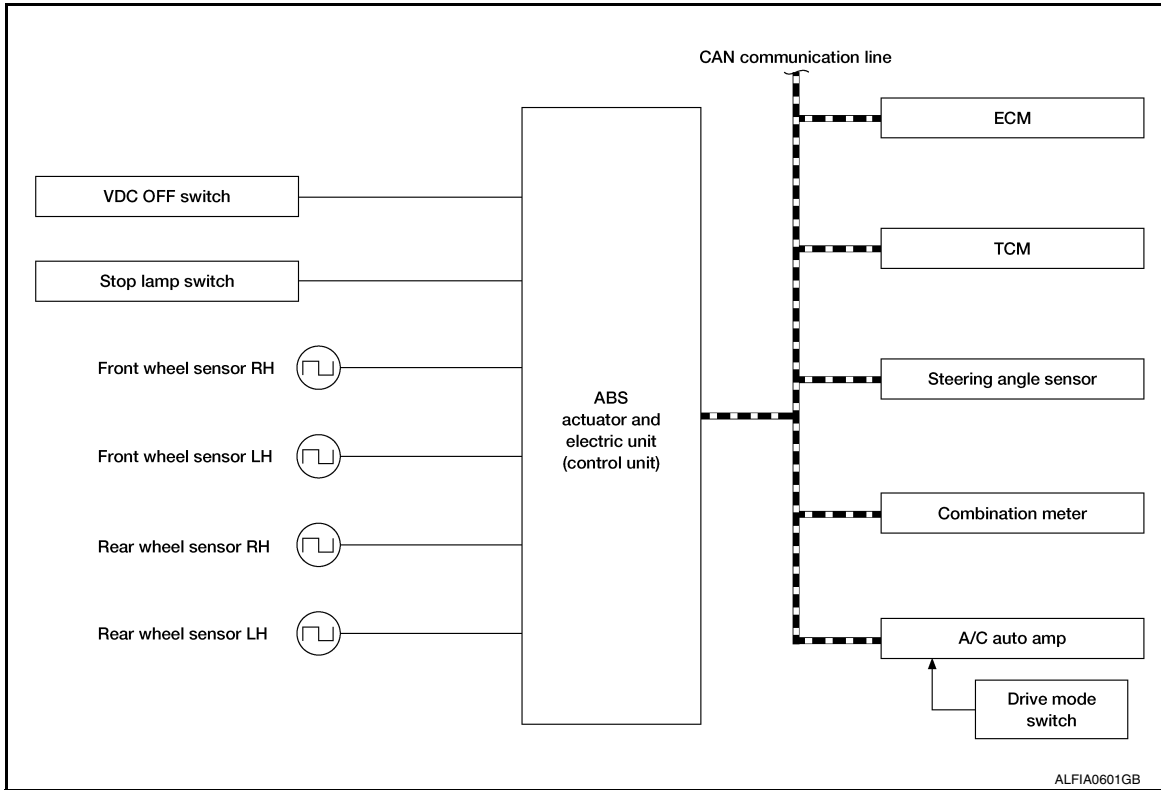 CAN communication line
ECM
VDC OFF switch
TCM
Stop lamp switch
Front wheel sensor RH
Steering angle sensor
ABS
actuator and
electric unit
(control unit)
Front wheel sensor LH
Combination meter
Rear wheel sensor RH
Rear wheel sensor LH
A/C auto amp
Drive mode
switch
ALFIA0601GB